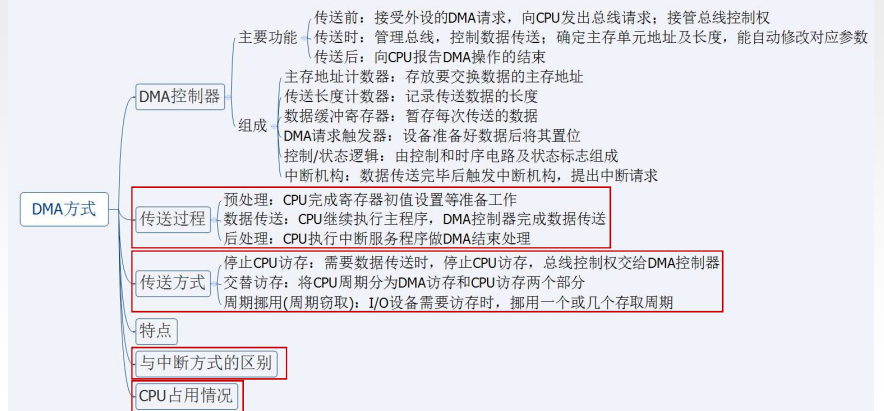 传送前：接受外设的DMA请求，向CPU发出总线请求；接管总线控制权
主要功能
传送时：管理总线，控制数据传送；确定主存单元地址及长度，能自动修改对应参数
传送后：向CPU报告DMA操作的结束
DMA控制器
主存地址计数器：存放要交换数据的主存地址
传送长度计数器：记录传送数据的长度
数据缓冲寄存器：暂存每次传送的数据
组成
DMA请求触发器：设备准备好数据后将其置位
控制/状态逻辑：由控制和时序电路及状态标志组成
中断机构：数据传送完毕后触发中断机构，提出中断请求
DMA方式
预处理：CPU完成寄存器初值设置等准备工作
传送过程
数据传送：CPU继续执行主程序，DMA控制器完成数据传送
后处理：CPU执行中断服务程序做DMA结束处理
停止CPU访存：需要数据传送时，停止CPU访存，总线控制权交给DMA控制器
传送方式
交替访存：将CPU周期分为DMA访存和CPU访存两个部分
周期挪用(周期窃取)：I/O设备需要访存时，挪用一个或几个存取周期
特点
与中断方式的区别
CPU占用情况